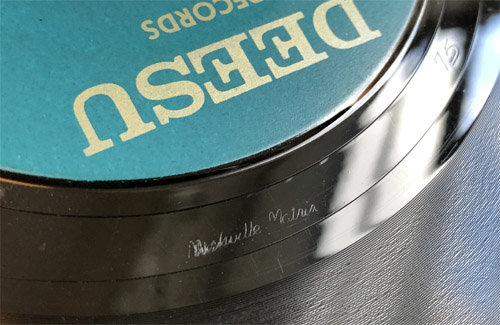 DEESU
RECORDS
Nashville Matrix
15